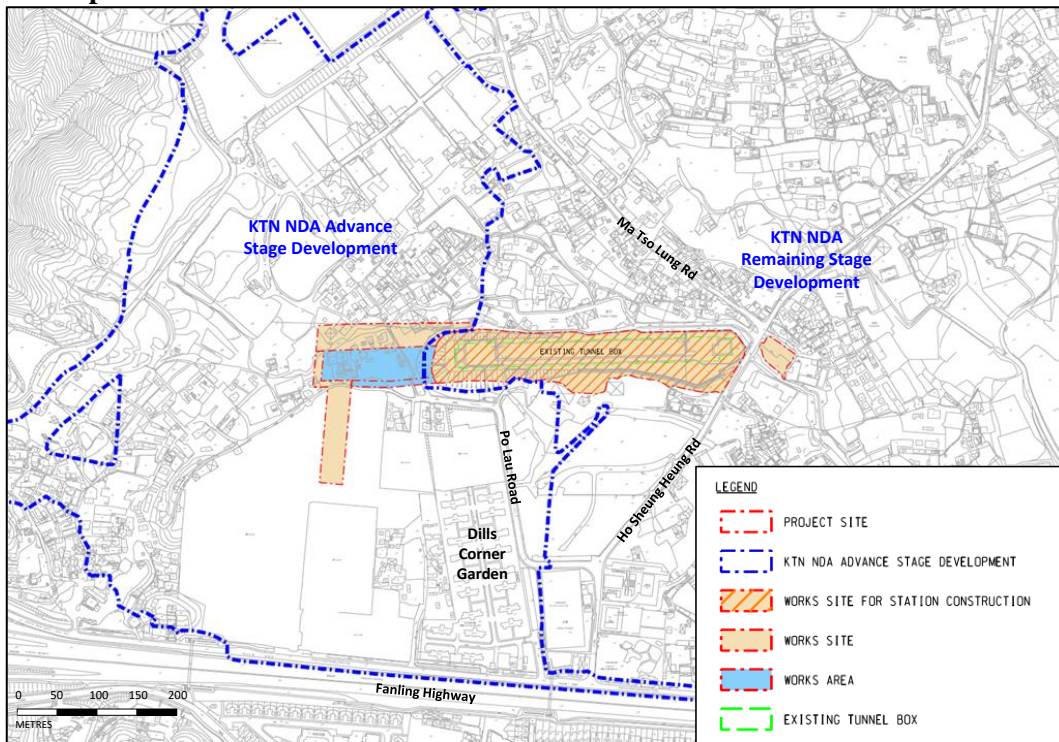 KTN NDA Advance
Stage Development
Ma Tso Lung Rd
KTN NDA
Remaining Stage
Development
EXISTING TUNNEL BOX
Po Lau Road
Ho Sheung Heung Rd
Dills
Corner
Garden
Fanling Highway
0 50 100 150 200
METRES
LEGEND
PROJECT SITE
KTN NDA ADVANCE STAGE DEVELOPMENT
WORKS SITE FOR STATION CONSTRUCTION
WORKS SITE
WORKS AREA
EXISTING TUNNEL BOX